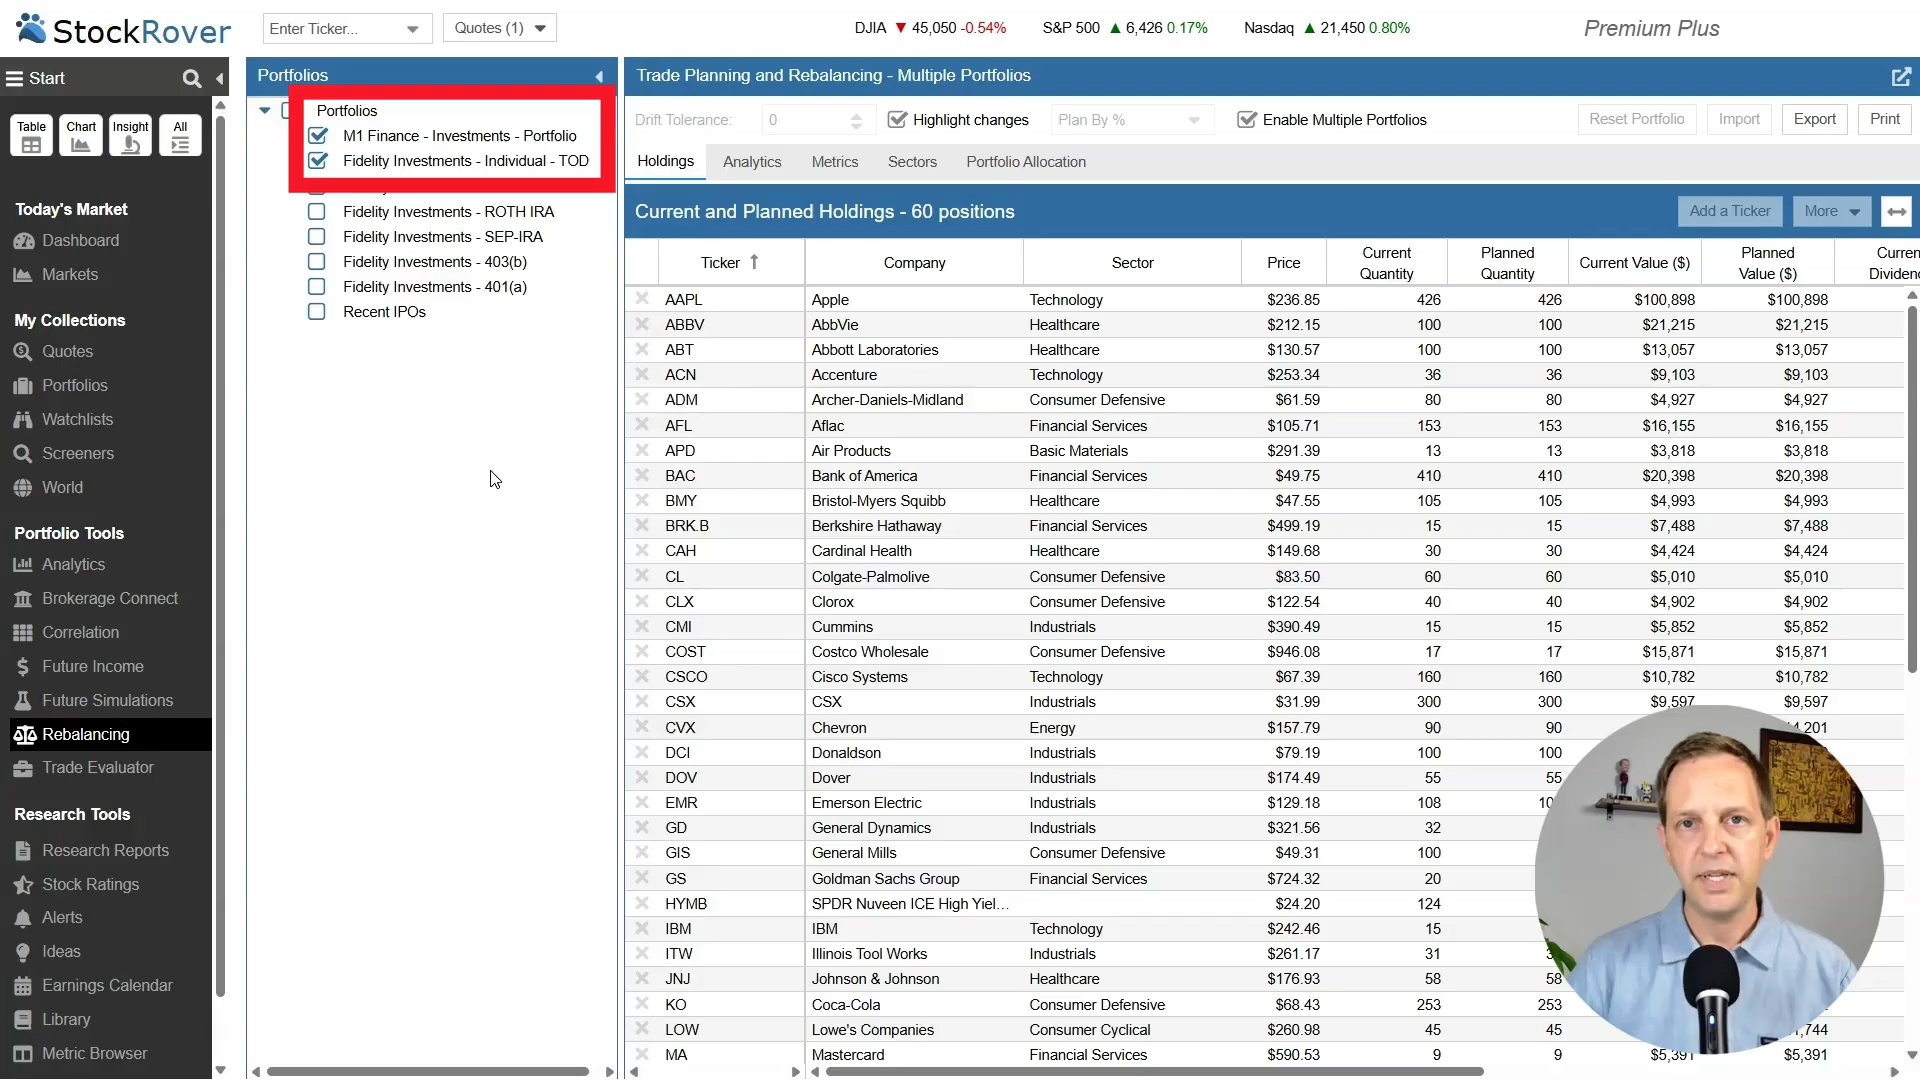 StockRover
Enter Ticker...
Quotes (1)
DJIA ▼ 45,050 -0.54%
S&P 500 ▲ 6,426 0.17%
Nasdaq ▲ 21,450 0.80%
Premium Plus
Start
Table
Chart
Insight
All
Today's Market
Dashboard
Markets
My Collections
Quotes
Portfolios
Watchlists
Screeners
World
Portfolio Tools
Analytics
Brokerage Connect
Correlation
Future Income
Future Simulations
Rebalancing
Trade Evaluator
Research Tools
Research Reports
Stock Ratings
Alerts
Ideas
Earnings Calendar
Library
Metric Browser
Portfolios
Portfolios
M1 Finance - Investments - Portfolio
Fidelity Investments - Individual - TOD
Fidelity Investments - ROTH IRA
Fidelity Investments - SEP-IRA
Fidelity Investments - 403(b)
Fidelity Investments - 401(a)
Recent IPOs
Trade Planning and Rebalancing - Multiple Portfolios
Drift Tolerance: 0
Highlight changes
Plan By %
Enable Multiple Portfolios
Reset Portfolio
Import
Export
Print
Holdings
Analytics
Metrics
Sectors
Portfolio Allocation
Current and Planned Holdings - 60 positions
Add a Ticker
More
Ticker
Company
Sector
Price
Current
Quantity
Planned
Quantity
Current Value ($)
Planned
Value ($)
AAPL Apple Technology $236.85 426 426 $100,898 $100,898
ABBV AbbVie Healthcare $212.15 100 100 $21,215 $21,215
ABT Abbott Laboratories Healthcare $130.57 100 100 $13,057 $13,057
ACN Accenture Technology $253.34 36 36 $9,103 $9,103
ADM Archer-Daniels-Midland Consumer Defensive $61.59 80 80 $4,927 $4,927
AFL Aflac Financial Services $105.71 153 153 $16,155 $16,155
APD Air Products Basic Materials $291.39 13 13 $3,818 $3,818
BAC Bank of America Financial Services $49.75 410 410 $20,398 $20,398
BMY Bristol-Myers Squibb Healthcare $47.55 105 105 $4,993 $4,993
BRK.B Berkshire Hathaway Financial Services $499.19 15 15 $7,488 $7,488
CAH Cardinal Health Healthcare $149.68 30 30 $4,424 $4,424
CL Colgate-Palmolive Consumer Defensive $83.50 60 60 $5,010 $5,010
CLX Clorox Consumer Defensive $122.54 40 40 $4,902 $4,902
CMI Cummins Industrials $390.49 15 15 $5,852 $5,852
COST Costco Wholesale Consumer Defensive $946.08 17 17 $15,871 $15,871
CSCO Cisco Systems Technology $67.39 160 160 $10,782 $10,782
CSX CSX Industrials $31.99 300 300 $9,597 $9,597
CVX Chevron Energy $157.79 90 90
DCI Donaldson Industrials $79.19 100 100
DOV Dover Industrials $174.49 55 55
EMR Emerson Electric Industrials $129.18 108
GD General Dynamics Industrials $321.56 32
GIS General Mills Consumer Defensive $49.31 100
GS Goldman Sachs Group Financial Services $724.32 20
HYMB SPDR Nuveen ICE High Yiel... $24.20 124
IBM IBM Technology $242.46 15
ITW Illinois Tool Works Industrials $261.17 31
JNJ Johnson & Johnson Healthcare $176.93 58 58
KO Coca-Cola Consumer Defensive $68.43 253 253
LOW Lowe's Companies Consumer Cyclical $260.98 45 45
MA Mastercard Financial Services $590.53 9 9 $5,391 $5,391